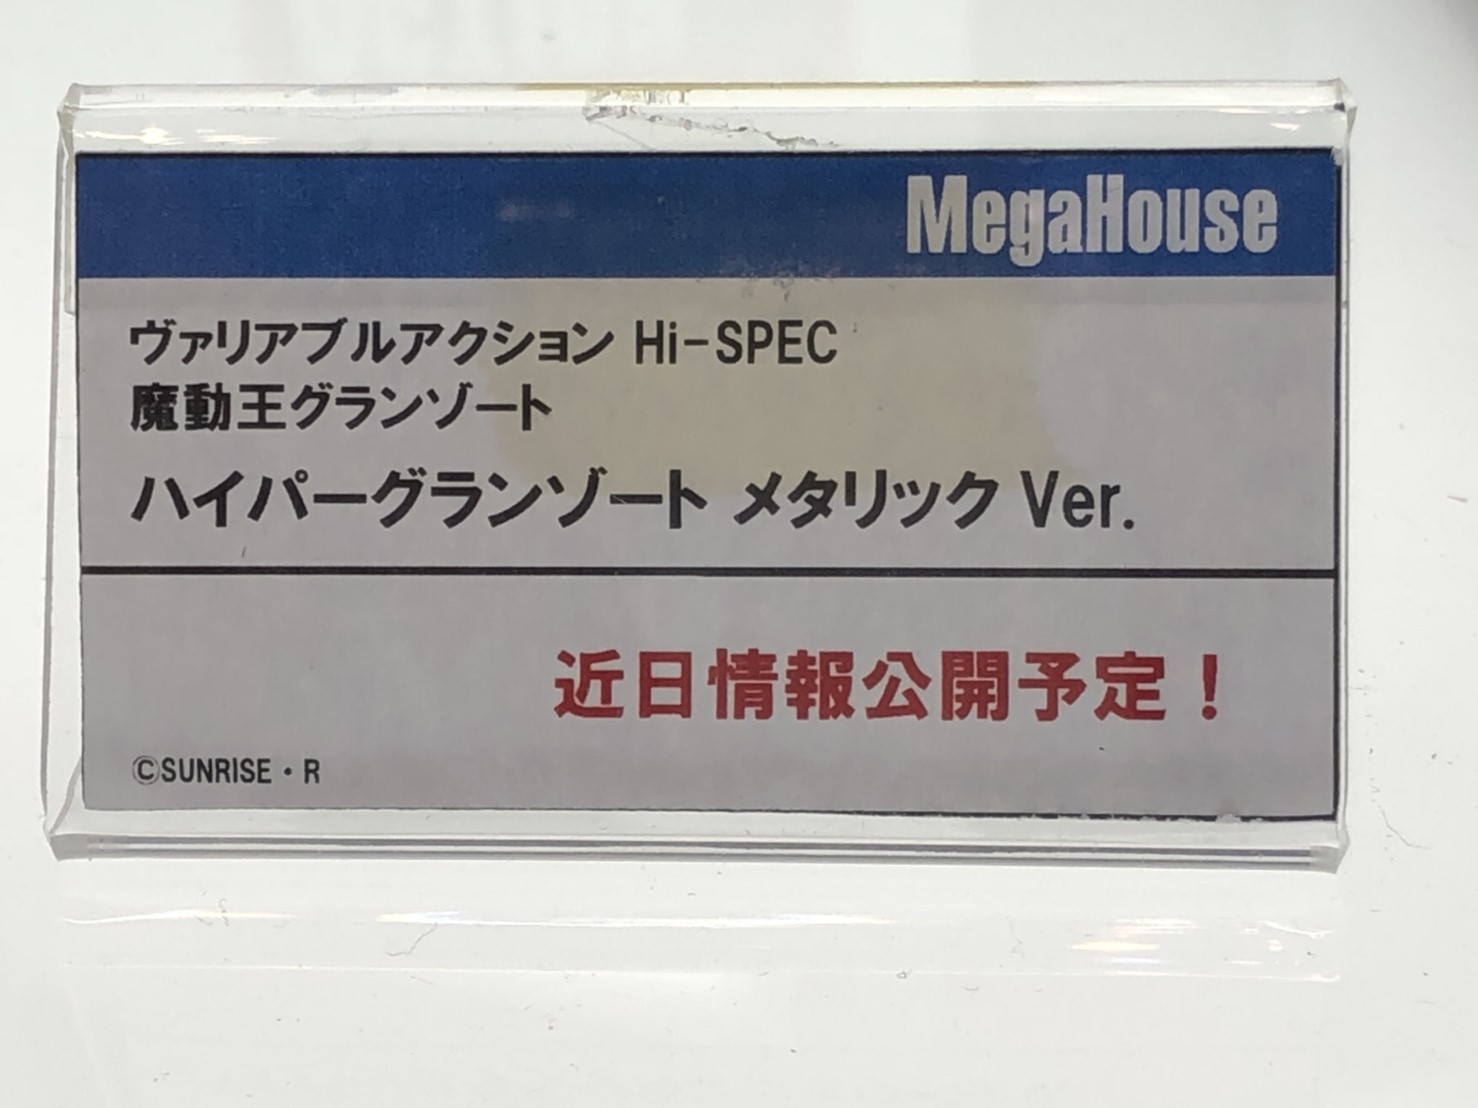 MegaHouse
ヴァリアブルアクション Hi-SPEC
魔動王グランゾート
ハイパーグランゾート メタリック Ver.
近日情報公開予定！
©SUNRISE・R